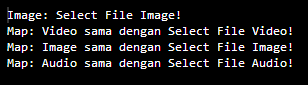 Image: Select File Image!
Map: Video sama dengan Select File Video!
Map: Image sama dengan Select File Image!
Map: Audio sama dengan Select File Audio!